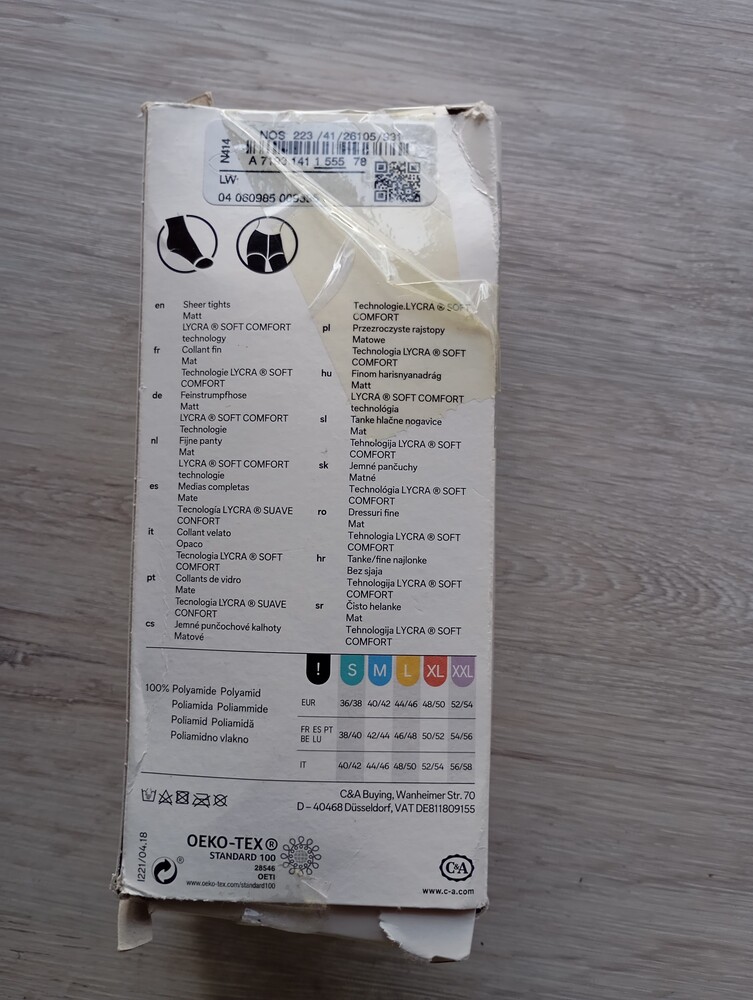 NOS 223 /41/26105/931
N414
A 7193 141 1 555 78
LW·
04 060985
en Sheer tights
Matt
LYCRA ® SOFT COMFORT
technology
fr Collant fin
Mat
Technologie LYCRA ® SOFT
COMFORT
de Feinstrumpfhose
Matt
LYCRA ® SOFT COMFORT
Technologie
nl Fijne panty
Mat
LYCRA ® SOFT COMFORT
technologie
es Medias completas
Mate
Tecnología LYCRA ® SUAVE
CONFORT
it Collant velato
Opaco
Tecnologia LYCRA ® SOFT
COMFORT
pt Collants de vidro
Mate
Tecnologia LYCRA ® SUAVE
CONFORT
cs Jemné punčochové kalhoty
Matové
Technologie.LYCRA ® SOFT
COMFORT
pl Przezroczyste rajstopy
Matowe
Technologia LYCRA ® SOFT
COMFORT
hu Finom harisnyanadrág
Matt
LYCRA ® SOFT COMFORT
technológia
sl Tanke hlačne nogavice
Mat
Tehnologija LYCRA ® SOFT
COMFORT
sk Jemné pančuchy
Matné
Technológia LYCRA ® SOFT
COMFORT
ro Dressuri fine
Mat
Tehnologia LYCRA ® SOFT
COMFORT
hr Tanke/fine najlonke
Bez sjaja
Tehnologija LYCRA ® SOFT
COMFORT
sr Čisto helanke
Mat
Tehnologija LYCRA ® SOFT
COMFORT
100% Polyamide Polyamid
Poliamida Poliammide
Poliamid Poliamidă
Poliamidno vlakno
! S M L XL XXL
EUR 36/38 40/42 44/46 48/50 52/54
FR ES PT
BE LU 38/40 42/44 46/48 50/52 54/56
IT 40/42 44/46 48/50 52/54 56/58
C&A Buying, Wanheimer Str. 70
D – 40468 Düsseldorf, VAT DE811809155
I221/04.18
OEKO-TEX®
STANDARD 100
28546
OETI
www.oeko-tex.com/standard100
®
C&A
www.c-a.com